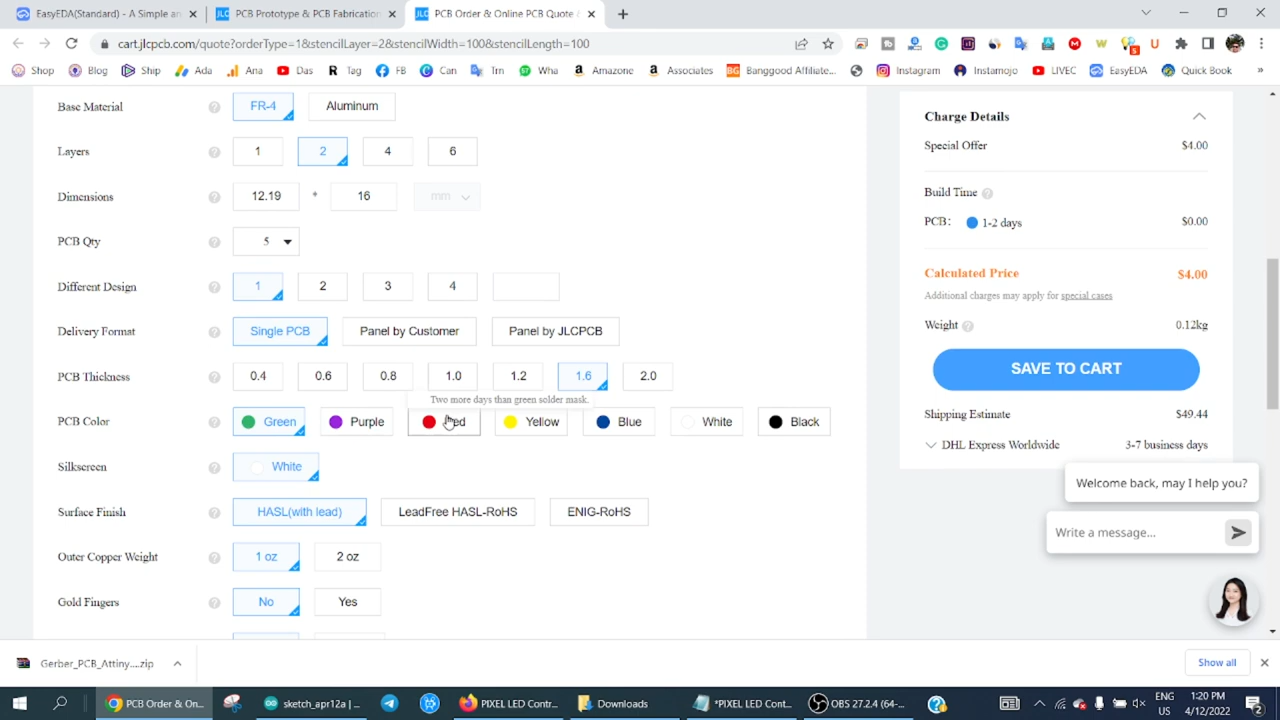 EasyEDA(Standard) - A Simple an
PCB Prototype & PCB Fabrication
PCB Order & Online PCB Quote &
cart.jlcpcb.com/quote?orderType=1&stencilLayer=2&stencilWidth=100&stencilLength=100
Shop Blog Ship Ada Ana Das Tag FB Can Trn Wha Amazone Associates Banggood Affiliate... Instagram Instamojo LIVEC EasyEDA Quick Book »
Base Material FR-4 Aluminum
Layers 1 2 4 6
Dimensions 12.19 * 16 mm
PCB Qty 5
Different Design 1 2 3 4
Delivery Format Single PCB Panel by Customer Panel by JLCPCB
PCB Thickness 0.4 0.6 0.8 1.0 1.2 1.6 2.0
Two more days than green solder mask.
PCB Color Green Purple Red Yellow Blue White Black
Silkscreen White
Surface Finish HASL(with lead) LeadFree HASL-RoHS ENIG-RoHS
Outer Copper Weight 1 oz 2 oz
Gold Fingers No Yes
Charge Details
Special Offer $4.00
Build Time
PCB: 1-2 days $0.00
Calculated Price $4.00
Additional charges may apply for special cases
Weight 0.12kg
SAVE TO CART
Shipping Estimate $49.44
DHL Express Worldwide 3-7 business days
Welcome back, may I help you?
Write a message...
Gerber_PCB_Attiny....zip
Show all
PCB Order & On...
sketch_apr12a |...
PIXEL LED Contr...
Downloads
*PIXEL LED Cont...
OBS 27.2.4 (64-...
ENG
US
1:20 PM
4/12/2022
2